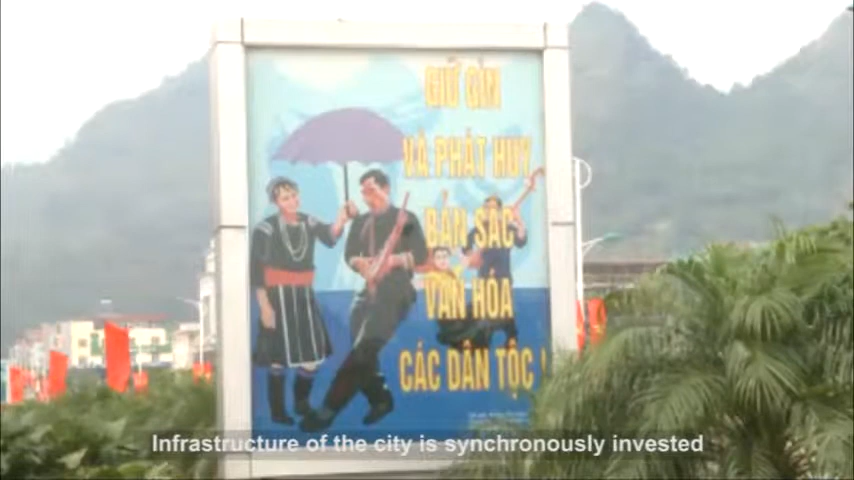 GIỮ GÌN
VÀ PHÁT HUY
BẢN SẮC
VĂN HÓA
CÁC DÂN TỘC !
Infrastructure of the city is synchronously invested